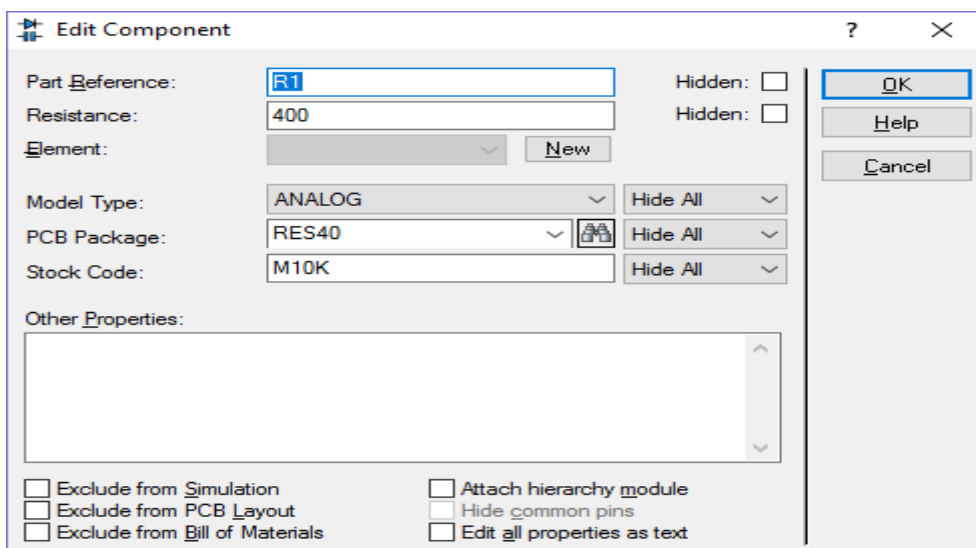 Edit Component ?
Part Reference: R1 Hidden: OK
Resistance: 400 Hidden: Help
Element: New Cancel
Model Type: ANALOG Hide All
PCB Package: RES40 Hide All
Stock Code: M10K Hide All
Other Properties:
Exclude from Simulation Attach hierarchy module
Exclude from PCB Layout Hide common pins
Exclude from Bill of Materials Edit all properties as text